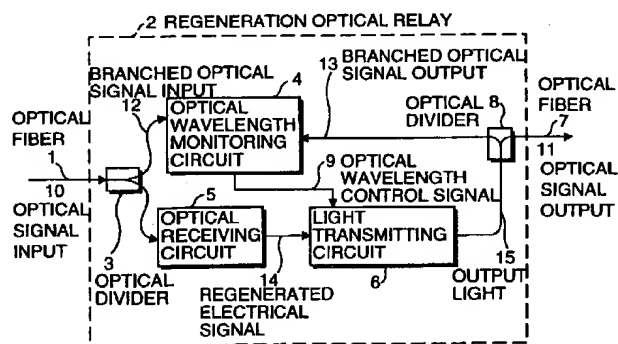 2 REGENERATION OPTICAL RELAY
BRANCHED OPTICAL
SIGNAL INPUT
12
4
OPTICAL
WAVELENGTH
MONITORING
CIRCUIT
13
BRANCHED OPTICAL
SIGNAL OUTPUT
OPTICAL
DIVIDER
8
OPTICAL
FIBER
7
11
OPTICAL
SIGNAL
OUTPUT
OPTICAL
FIBER
1
10
OPTICAL
SIGNAL
INPUT
3
OPTICAL
DIVIDER
5
OPTICAL
RECEIVING
CIRCUIT
9
OPTICAL
WAVELENGTH
CONTROL SIGNAL
LIGHT
TRANSMITTING
CIRCUIT
6
14
REGENERATED
ELECTRICAL
SIGNAL
15
OUTPUT
LIGHT